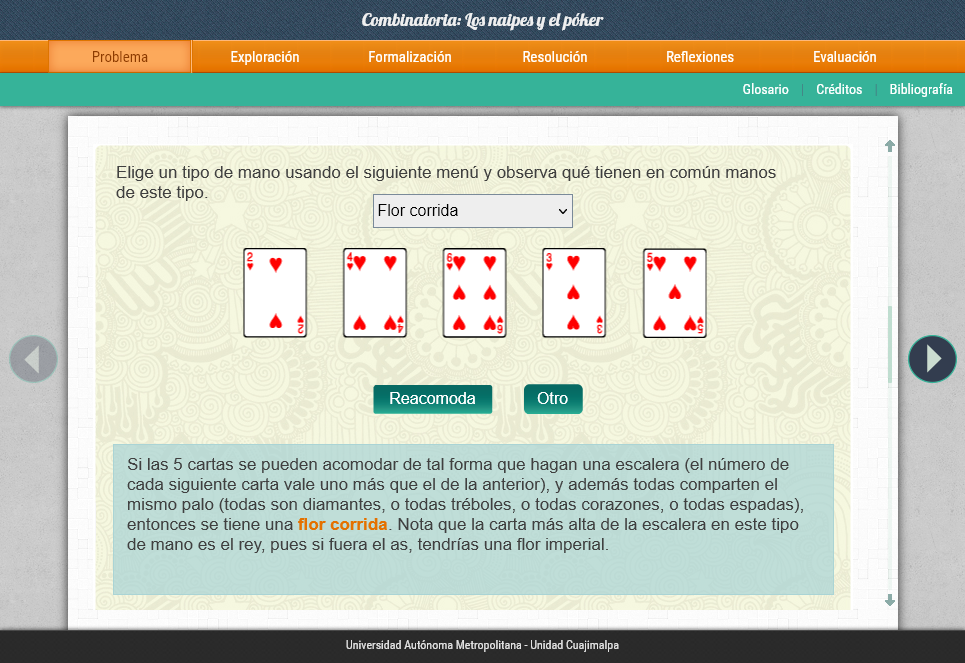 Combinatoria: Los naipes y el póker
Problema Exploración Formalización Resolución Reflexiones Evaluación
Glosario | Créditos | Bibliografía
Elige un tipo de mano usando el siguiente menú y observa qué tienen en común manos
de este tipo.
Flor corrida
2 4 6 3 5
2 4 6 3 5
Reacomoda Otro
Si las 5 cartas se pueden acomodar de tal forma que hagan una escalera (el número de
cada siguiente carta vale uno más que el de la anterior), y además todas comparten el
mismo palo (todas son diamantes, o todas tréboles, o todas corazones, o todas espadas),
entonces se tiene una flor corrida. Nota que la carta más alta de la escalera en este tipo
de mano es el rey, pues si fuera el as, tendrías una flor imperial.
Universidad Autónoma Metropolitana - Unidad Cuajimalpa